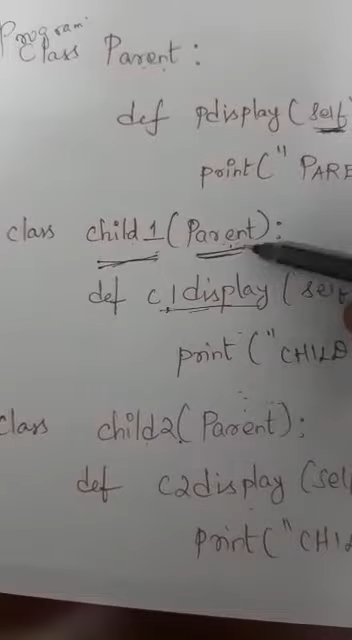 Program:
Class Parent:
def pdisplay(self
print(" PARE
class child1(Parent):
def c1display(self
print("CHILD
class child2(Parent):
def c2display(sel
print("CHI